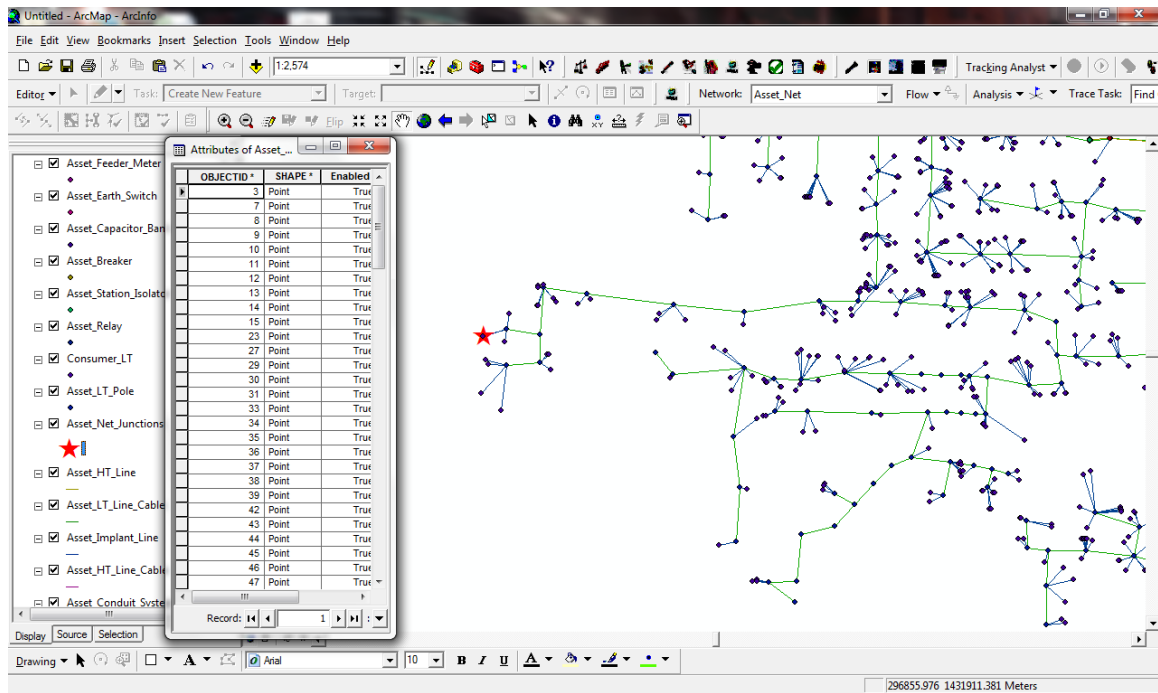 Untitled - ArcMap - ArcInfo
File Edit View Bookmarks Insert Selection Tools Window Help
1:2,574
Tracking Analyst
Editor Task: Create New Feature Target:
Network: Asset_Net Flow Analysis Trace Task: Find
Elip
Asset_Feeder_Meter
Asset_Earth_Switch
Asset_Capacitor_Ban
Asset_Breaker
Asset_Station_Isolato
Asset_Relay
Consumer_LT
Asset_LT_Pole
Asset_Net_Junctions
Asset_HT_Line
Asset_LT_Line_Cable
Asset_Implant_Line
Asset_HT_Line_Cabl
Asset Conduit Syste
Attributes of Asset_...
OBJECTID * SHAPE * Enabled
3 Point True
7 Point True
8 Point True
9 Point True
10 Point True
11 Point True
12 Point True
13 Point True
14 Point True
15 Point True
23 Point True
27 Point True
29 Point True
30 Point True
31 Point True
33 Point True
34 Point True
35 Point True
36 Point True
37 Point True
38 Point True
39 Point True
42 Point True
43 Point True
44 Point True
45 Point True
46 Point True
47 Point True
Record: 1
Display Source Selection
Drawing A Arial 10 B I U A
296855.976 1431911.381 Meters